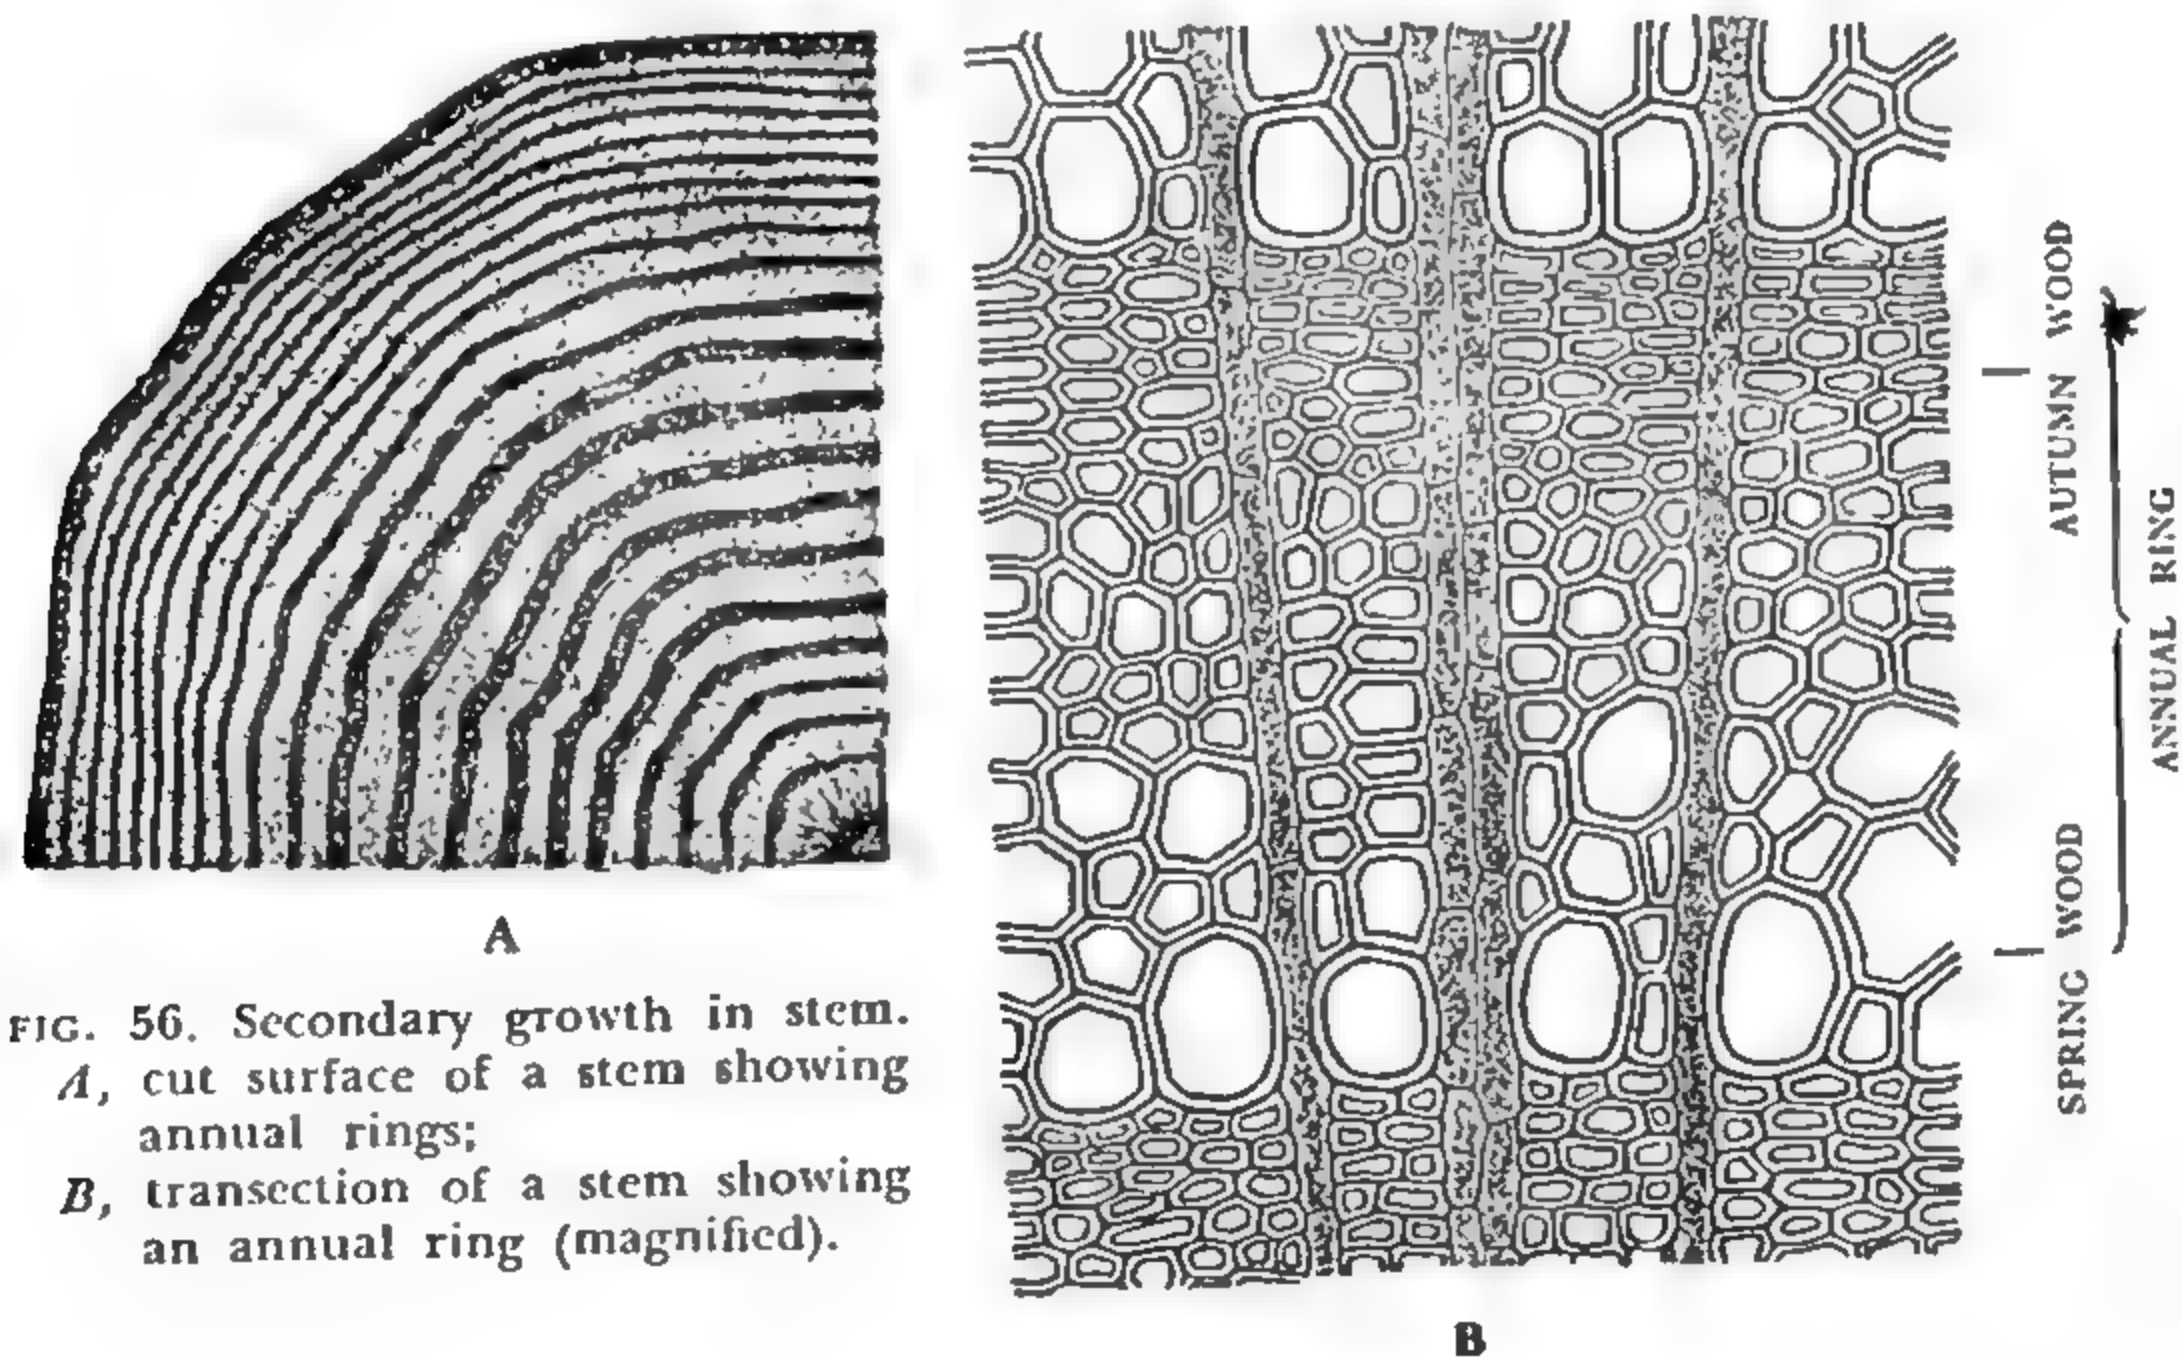 A
FIG. 56. Secondary growth in stem.
A, cut surface of a stem showing
annual rings;
B, transection of a stem showing
an annual ring (magnified).
AUTUMN WOOD
SPRING WOOD
ANNUAL RING
B